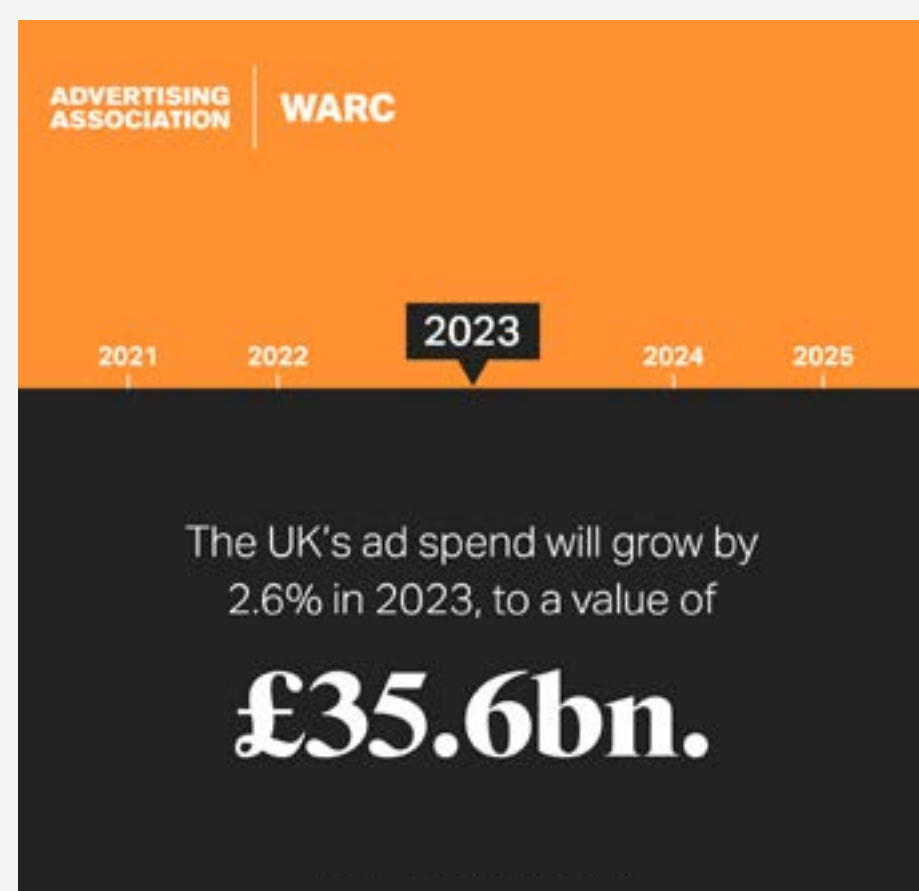 ADVERTISING
ASSOCIATION
WARC
2021 2022 2023 2024 2025
The UK's ad spend will grow by
2.6% in 2023, to a value of
£35.6bn.